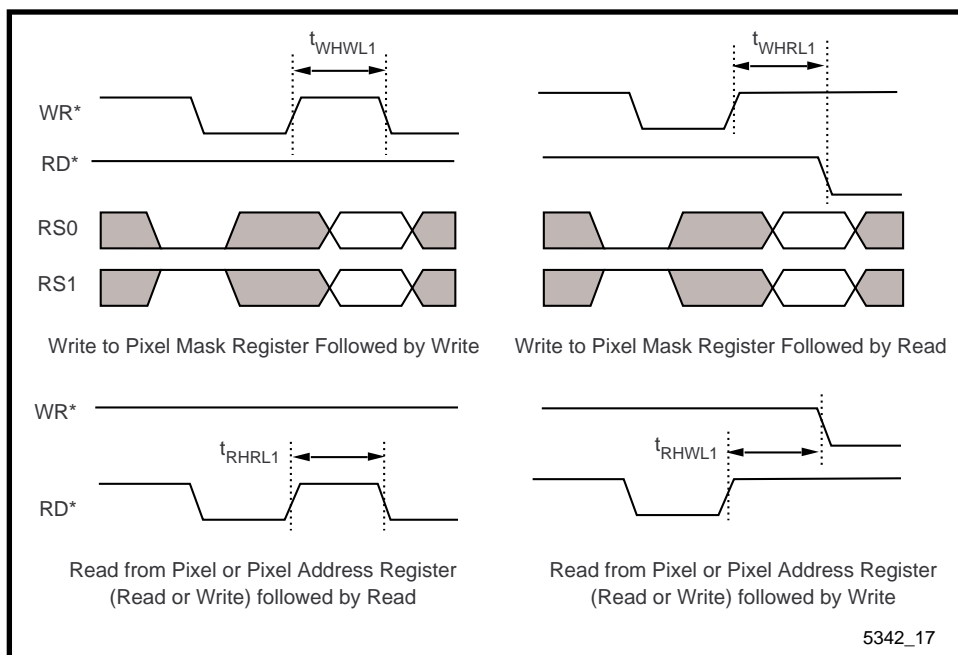 tWHWL1
WR*
RD*
RS0
RS1
Write to Pixel Mask Register Followed by Write
tWHRL1
Write to Pixel Mask Register Followed by Read
WR*
tRHRL1
RD*
Read from Pixel or Pixel Address Register
(Read or Write) followed by Read
tRHWL1
Read from Pixel or Pixel Address Register
(Read or Write) followed by Write
5342_17